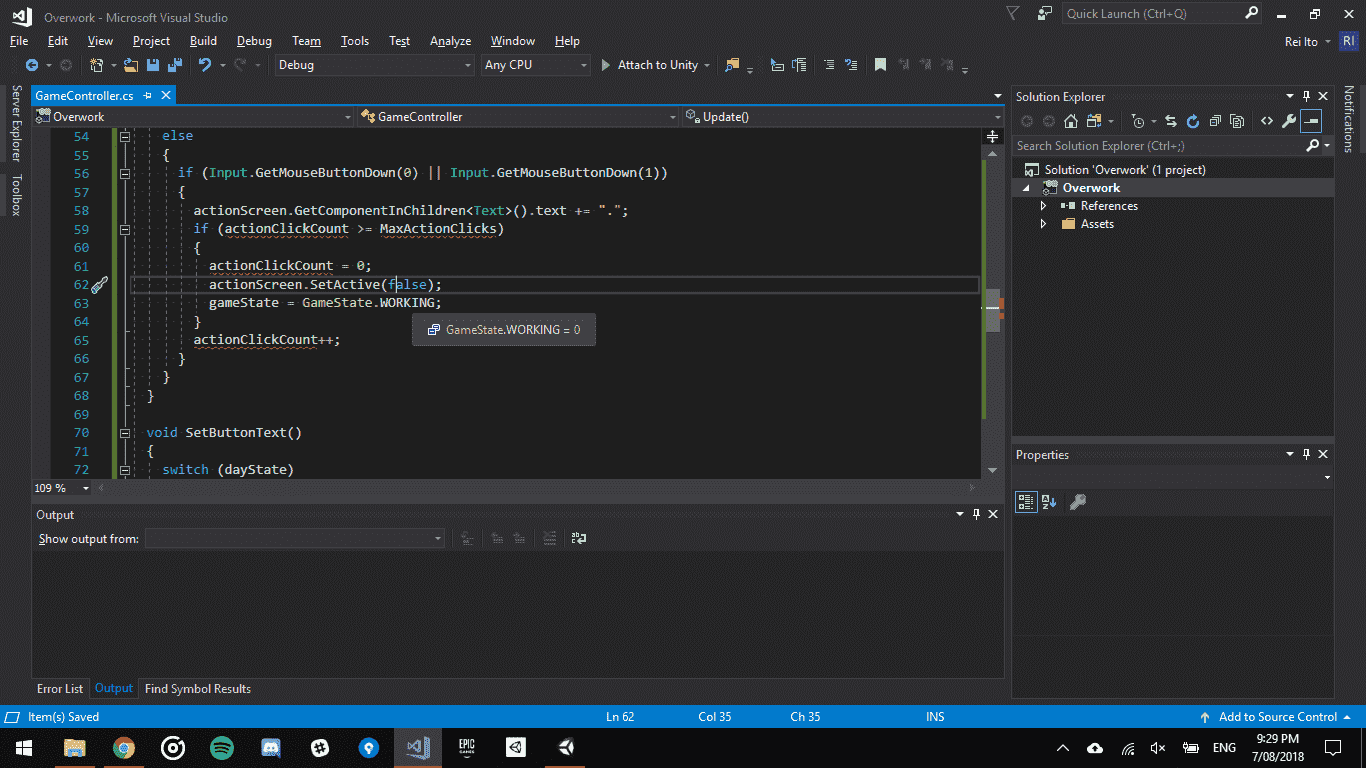 Overwork - Microsoft Visual Studio
Quick Launch (Ctrl+Q)
File Edit View Project Build Debug Team Tools Test Analyze Window Help
Rei Ito RI
Debug Any CPU Attach to Unity
Server Explorer
Toolbox
GameController.cs
Overwork GameController Update()
54 else
55 {
56 if (Input.GetMouseButtonDown(0) || Input.GetMouseButtonDown(1))
57 {
58 actionScreen.GetComponentInChildren<Text>().text += ".";
59 if (actionClickCount >= MaxActionClicks)
60 {
61 actionClickCount = 0;
62 actionScreen.SetActive(false);
63 gameState = GameState.WORKING;
GameState.WORKING = 0
64 }
65 actionClickCount++;
66 }
67 }
68 }
69
70 void SetButtonText()
71 {
72 switch (dayState)
109 %
Output
Show output from:
Error List Output Find Symbol Results
Solution Explorer
Search Solution Explorer (Ctrl+;)
Solution 'Overwork' (1 project)
Overwork
References
Assets
Properties
Notifications
Item(s) Saved Ln 62 Col 35 Ch 35 INS Add to Source Control
EPIC
GAMES
ENG
9:29 PM
7/08/2018